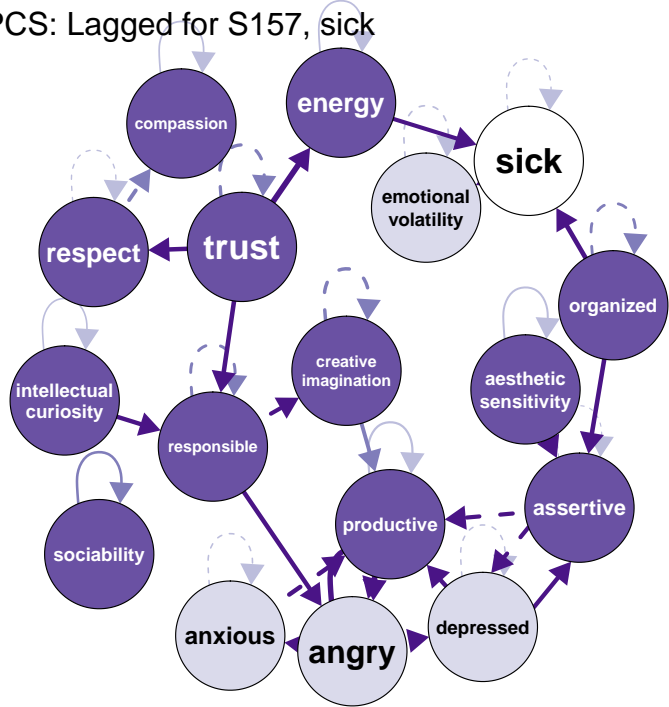 PCS: Lagged for S157, sick
energy
compassion
sick
emotional
volatility
respect
trust
organized
creative
imagination
aesthetic
sensitivity
intellectual
curiosity
responsible
assertive
productive
sociability
depressed
anxious
angry